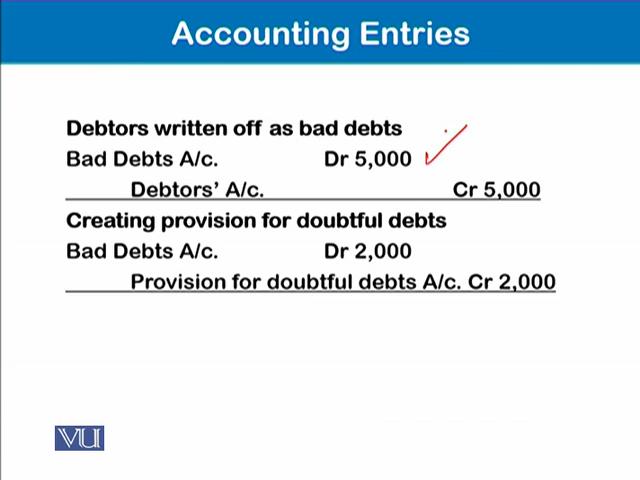 Accounting Entries
Debtors written off as bad debts
Bad Debts A/c. Dr 5,000
Debtors’ A/c. Cr 5,000
Creating provision for doubtful debts
Bad Debts A/c. Dr 2,000
Provision for doubtful debts A/c. Cr 2,000
VU